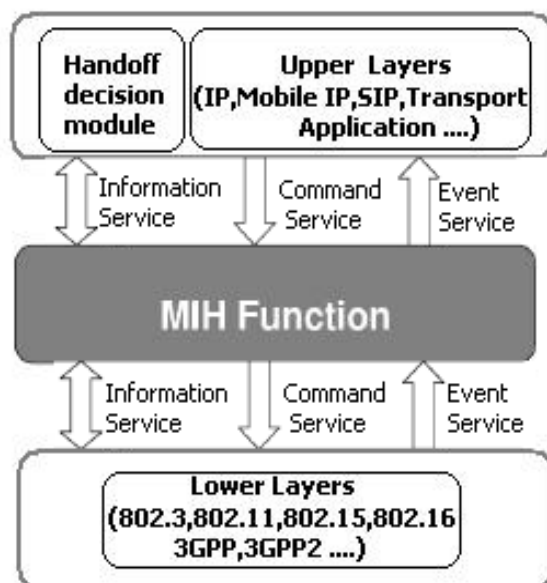 Handoff
decision
module
Upper Layers
(IP,Mobile IP,SIP,Transport
Application ....)
Information
Service
Command
Service
Event
Service
MIH Function
Information
Service
Command
Service
Event
Service
Lower Layers
(802.3,802.11,802.15,802.16
3GPP,3GPP2 ....)